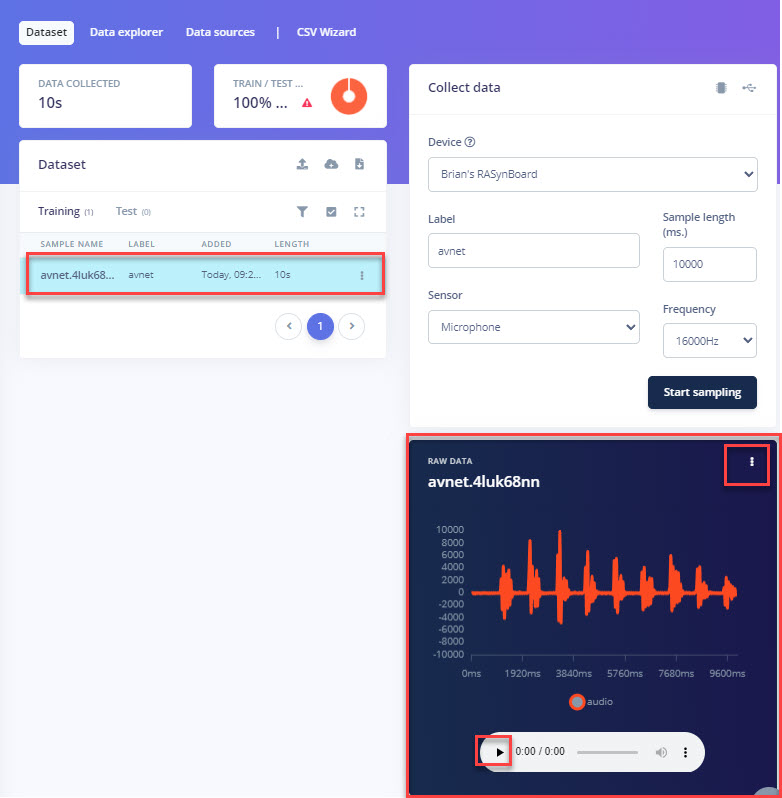 Dataset Data explorer Data sources | CSV Wizard
DATA COLLECTED
10s
TRAIN / TEST ...
100% ...
Dataset
Training (1) Test (0)
SAMPLE NAME LABEL ADDED LENGTH
avnet.4luk68... avnet Today, 09:2... 10s
1
Collect data
Device
Brian's RASynBoard
Label
avnet
Sample length
(ms.)
10000
Sensor
Microphone
Frequency
16000Hz
Start sampling
RAW DATA
avnet.4luk68nn
10000
8000
6000
4000
2000
0
-2000
-4000
-6000
-8000
-10000
0ms 1920ms 3840ms 5760ms 7680ms 9600ms
audio
0:00 / 0:00